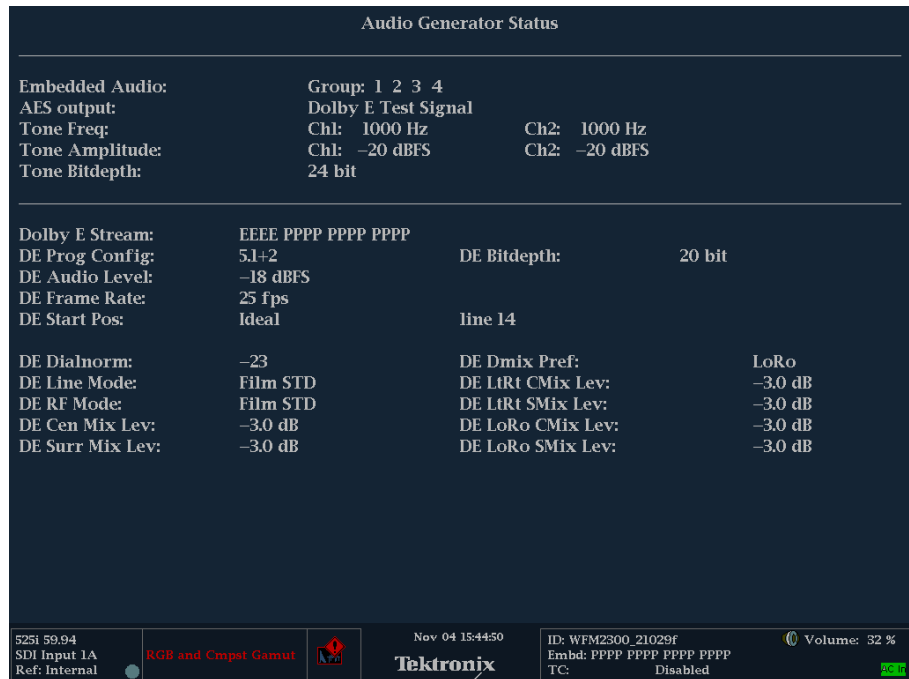 Audio Generator Status
Embedded Audio: Group: 1 2 3 4
AES output: Dolby E Test Signal
Tone Freq: Ch1: 1000 Hz Ch2: 1000 Hz
Tone Amplitude: Ch1: −20 dBFS Ch2: −20 dBFS
Tone Bitdepth: 24 bit
Dolby E Stream: EEEE PPPP PPPP PPPP
DE Prog Config: 5.1+2 DE Bitdepth: 20 bit
DE Audio Level: −18 dBFS
DE Frame Rate: 25 fps
DE Start Pos: Ideal line 14
DE Dialnorm: −23 DE Dmix Pref: LoRo
DE Line Mode: Film STD DE LtRt CMix Lev: −3.0 dB
DE RF Mode: Film STD DE LtRt SMix Lev: −3.0 dB
DE Cen Mix Lev: −3.0 dB DE LoRo CMix Lev: −3.0 dB
DE Surr Mix Lev: −3.0 dB DE LoRo SMix Lev: −3.0 dB
525i 59.94
SDI Input 1A
Ref: Internal
RGB and Cmpst Gamut
Nov 04 15:44:50
Tektronix
ID: WFM2300_21029f
Embd: PPPP PPPP PPPP PPPP
TC: Disabled
Volume: 32 %
AC in